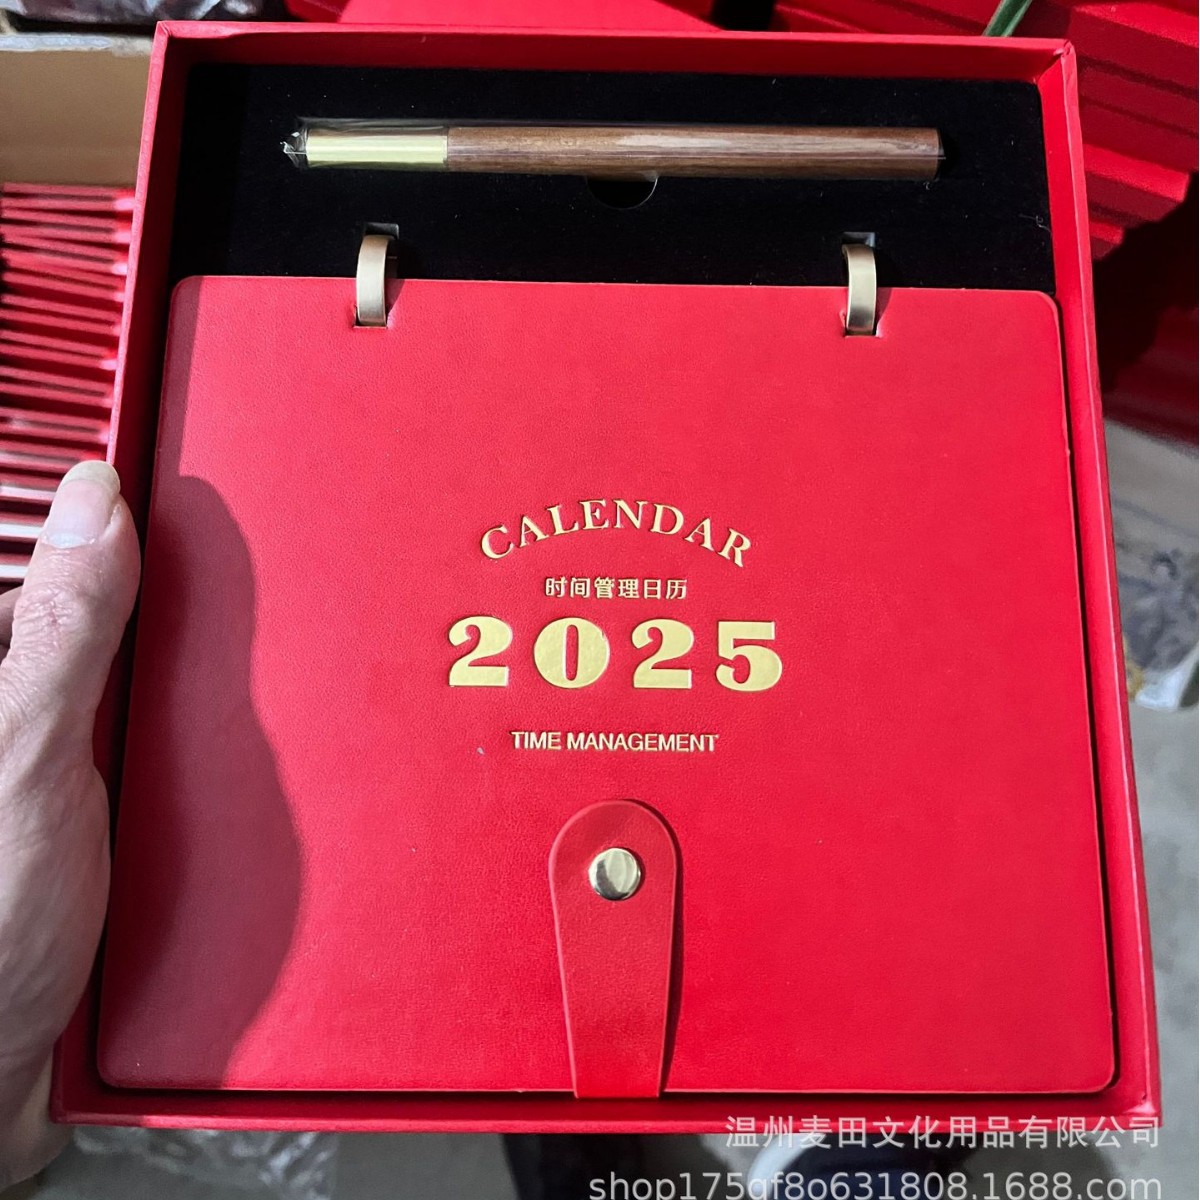 CALENDAR
时间管理日历
2025
TIME MANAGEMENT
温州麦田文化用品有限公司
shop175qf8o631808.1688.com